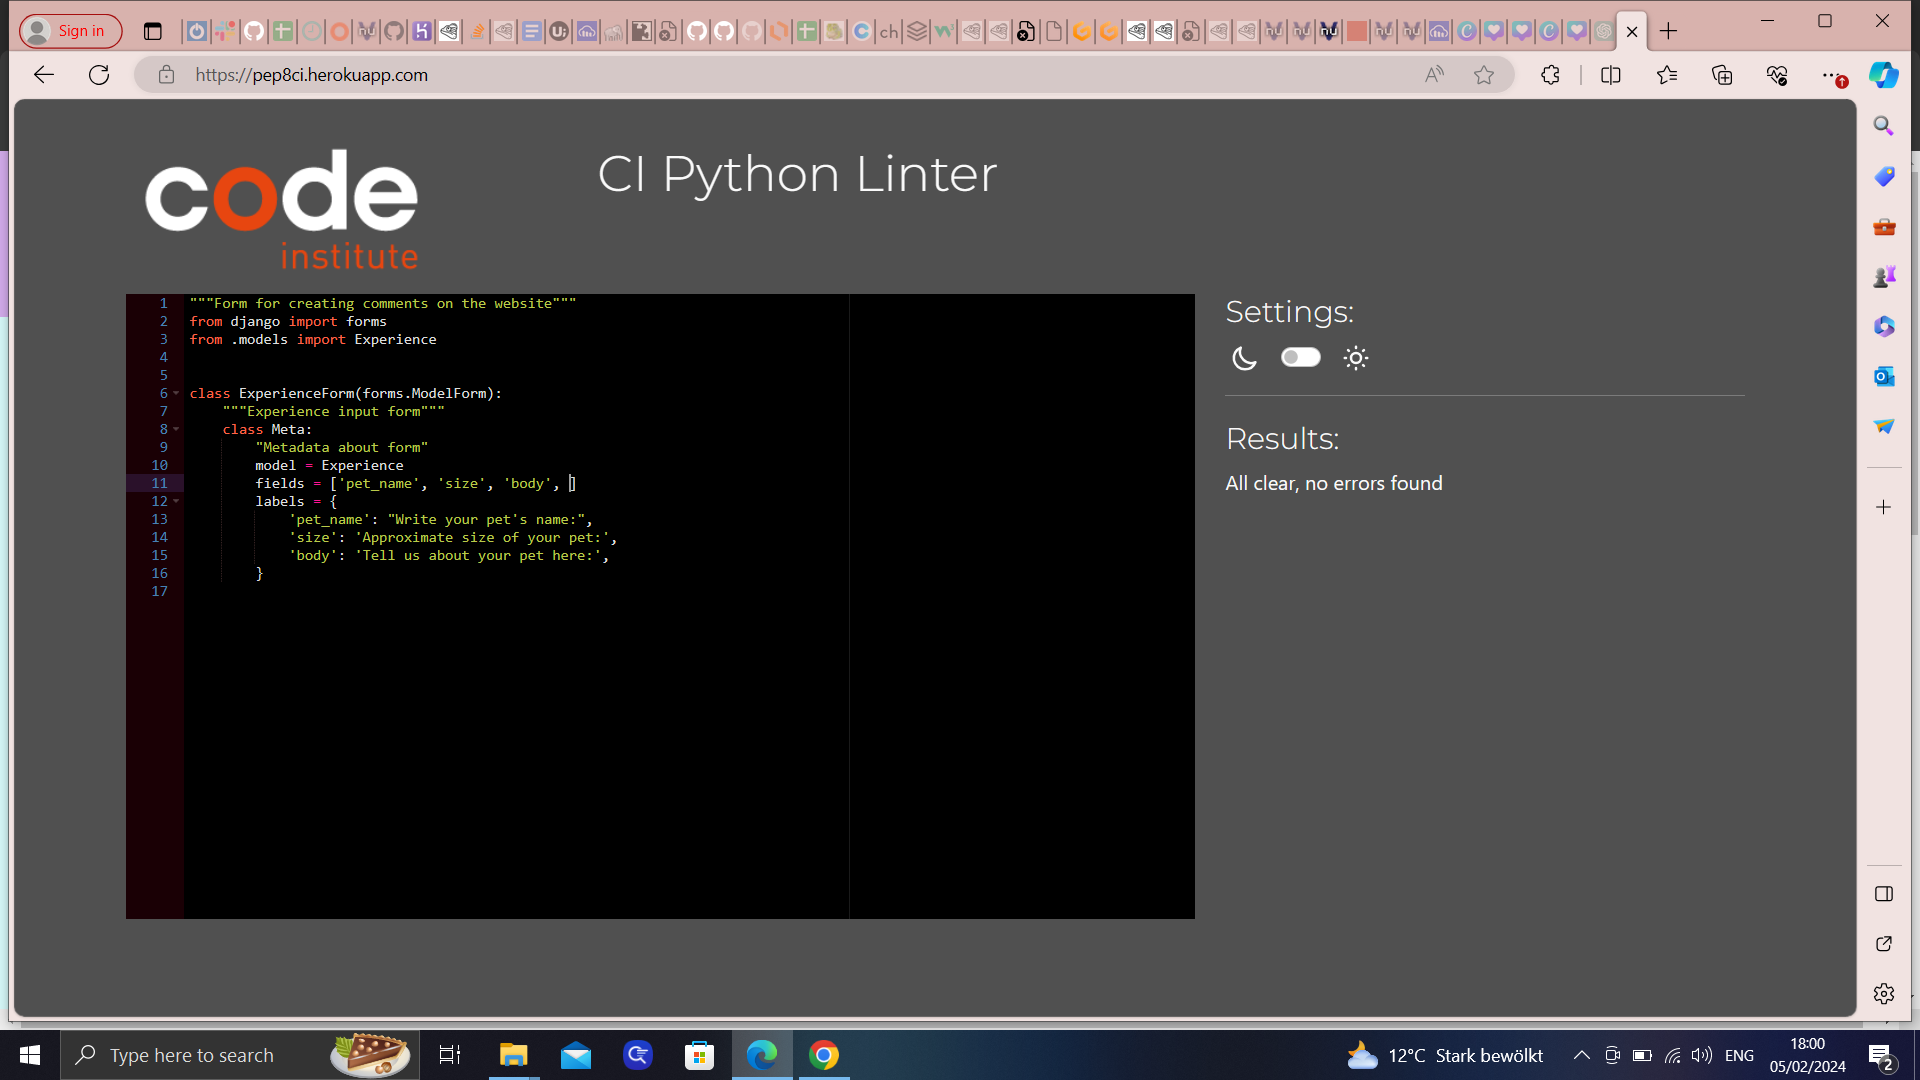 Sign in
https://pep8ci.herokuapp.com
code
institute
CI Python Linter
1 """Form for creating comments on the website"""
2 from django import forms
3 from .models import Experience
4
5
6 class ExperienceForm(forms.ModelForm):
7     """Experience input form"""
8     class Meta:
9         "Metadata about form"
10         model = Experience
11         fields = ['pet_name', 'size', 'body', ]
12         labels = {
13             'pet_name': "Write your pet's name:",
14             'size': 'Approximate size of your pet:',
15             'body': 'Tell us about your pet here:',
16         }
17
Settings:
Results:
All clear, no errors found
Type here to search
12°C Stark bewölkt
ENG
18:00
05/02/2024
2